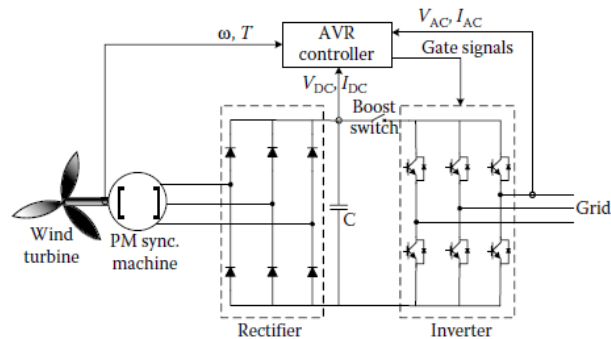 V_AC, I_AC
ω, T
AVR
controller
Gate signals
V_DC, I_DC
Boost
switch
C
Grid
Wind
turbine
PM sync.
machine
Rectifier
Inverter